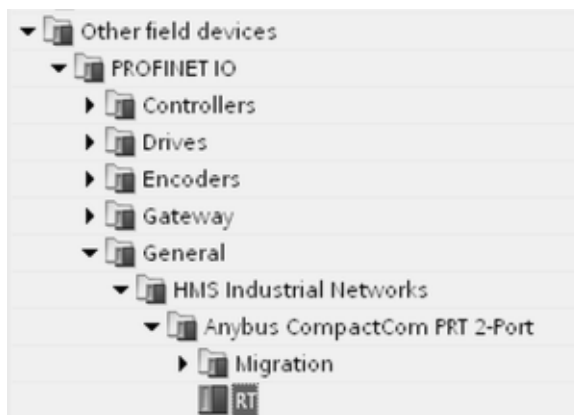 Other field devices
PROFINET IO
Controllers
Drives
Encoders
Gateway
General
HMS Industrial Networks
Anybus CompactCom PRT 2-Port
Migration
RT